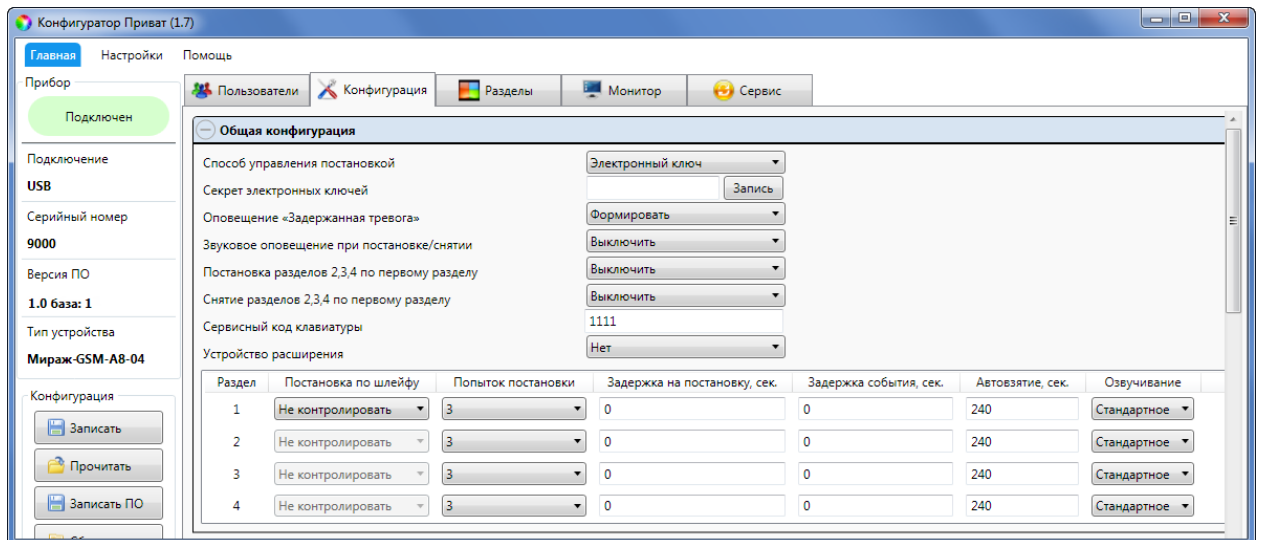 Конфигуратор Приват (1.7)
Главная Настройки Помощь
Прибор
Подключен
Подключение
USB
Серийный номер
9000
Версия ПО
1.0 база: 1
Тип устройства
Мираж-GSM-A8-04
Конфигурация
Записать
Прочитать
Записать ПО
Пользователи Конфигурация Разделы Монитор Сервис
Общая конфигурация
Способ управления постановкой Электронный ключ
Секрет электронных ключей Запись
Оповещение «Задержанная тревога» Формировать
Звуковое оповещение при постановке/снятии Выключить
Постановка разделов 2,3,4 по первому разделу Выключить
Снятие разделов 2,3,4 по первому разделу Выключить
Сервисный код клавиатуры 1111
Устройство расширения Нет
Раздел Постановка по шлейфу Попыток постановки Задержка на постановку, сек. Задержка события, сек. Автовзятие, сек. Озвучивание
1 Не контролировать 3 0 0 240 Стандартное
2 Не контролировать 3 0 0 240 Стандартное
3 Не контролировать 3 0 0 240 Стандартное
4 Не контролировать 3 0 0 240 Стандартное